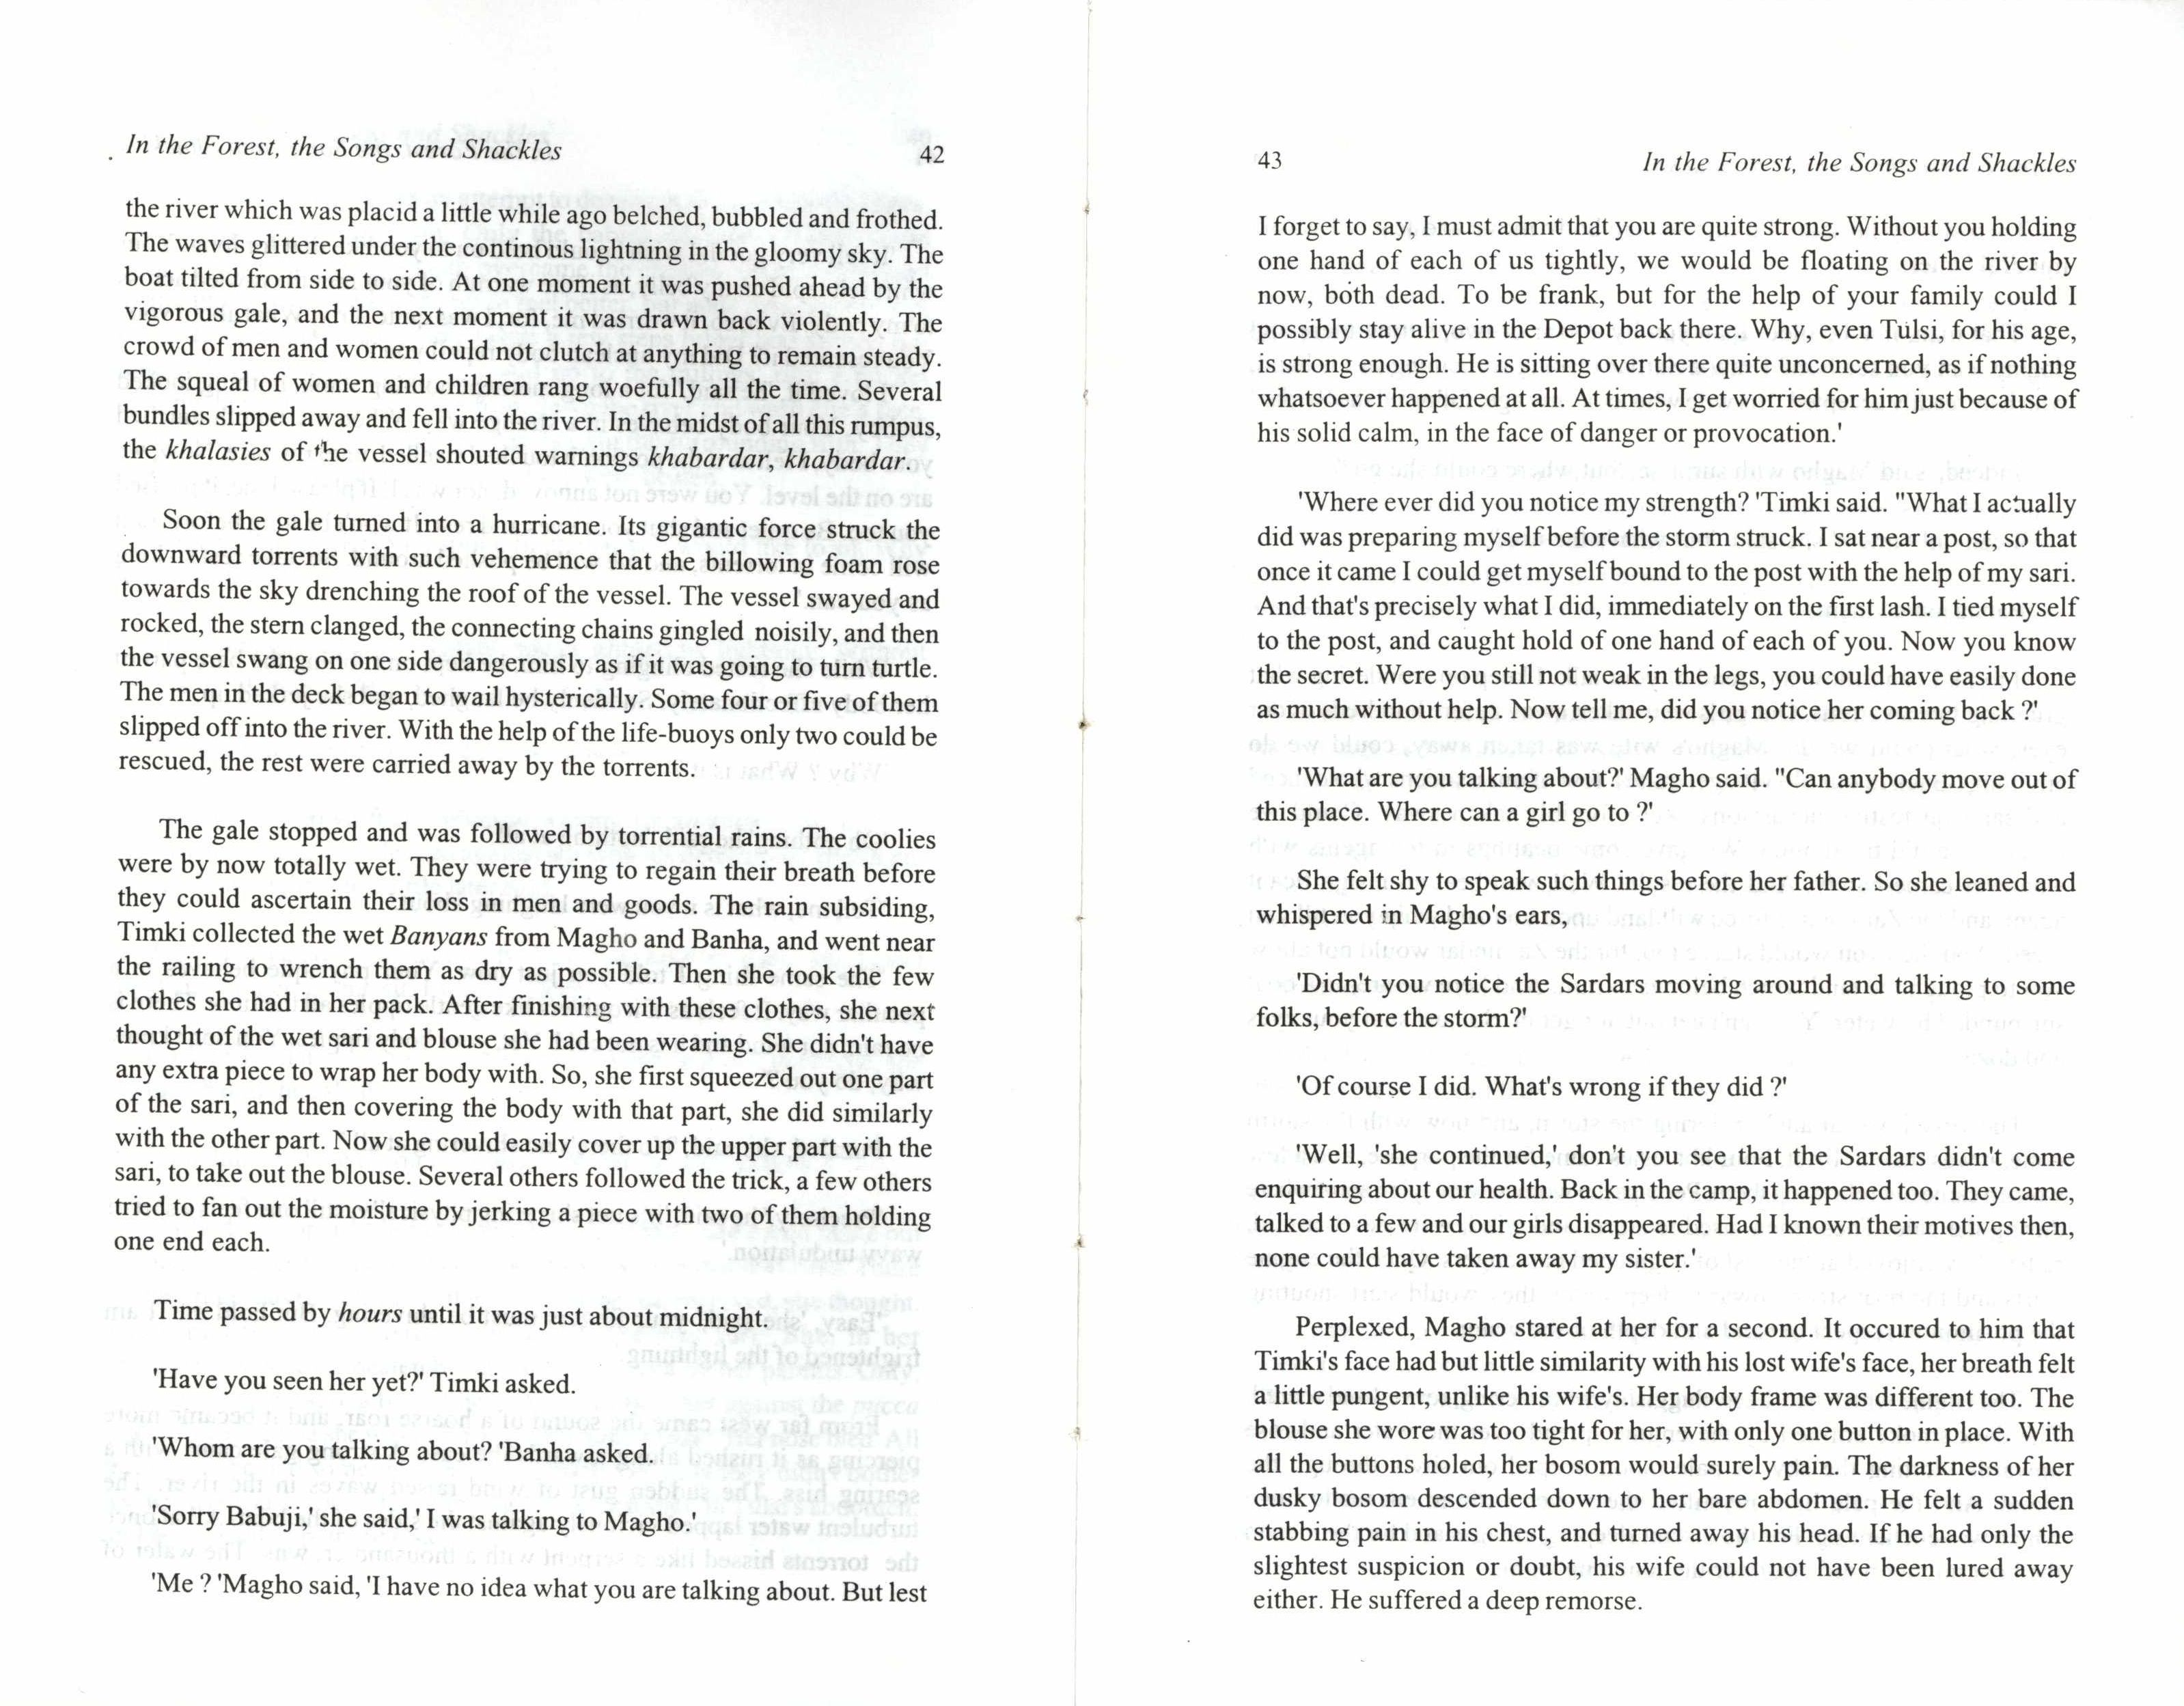 In the Forest, the Songs and Shackles 42
the river which was placid a little while ago belched, bubbled and frothed.
The waves glittered under the continous lightning in the gloomy sky. The
boat tilted from side to side. At one moment it was pushed ahead by the
vigorous gale, and the next moment it was drawn back violently. The
crowd of men and women could not clutch at anything to remain steady.
The squeal of women and children rang woefully all the time. Several
bundles slipped away and fell into the river. In the midst of all this rumpus,
the khalasies of the vessel shouted warnings khabardar, khabardar.
Soon the gale turned into a hurricane. Its gigantic force struck the
downward torrents with such vehemence that the billowing foam rose
towards the sky drenching the roof of the vessel. The vessel swayed and
rocked, the stern clanged, the connecting chains gingled noisily, and then
the vessel swang on one side dangerously as if it was going to turn turtle.
The men in the deck began to wail hysterically. Some four or five of them
slipped off into the river. With the help of the life-buoys only two could be
rescued, the rest were carried away by the torrents.
The gale stopped and was followed by torrential rains. The coolies
were by now totally wet. They were trying to regain their breath before
they could ascertain their loss in men and goods. The rain subsiding,
Timki collected the wet Banyans from Magho and Banha, and went near
the railing to wrench them as dry as possible. Then she took the few
clothes she had in her pack. After finishing with these clothes, she next
thought of the wet sari and blouse she had been wearing. She didn't have
any extra piece to wrap her body with. So, she first squeezed out one part
of the sari, and then covering the body with that part, she did similarly
with the other part. Now she could easily cover up the upper part with the
sari, to take out the blouse. Several others followed the trick, a few others
tried to fan out the moisture by jerking a piece with two of them holding
one end each.
Time passed by hours until it was just about midnight.
'Have you seen her yet?' Timki asked.
'Whom are you talking about? 'Banha asked.
'Sorry Babuji,' she said,' I was talking to Magho.'
'Me ? 'Magho said, 'I have no idea what you are talking about. But lest
43 In the Forest, the Songs and Shackles
I forget to say, I must admit that you are quite strong. Without you holding
one hand of each of us tightly, we would be floating on the river by
now, both dead. To be frank, but for the help of your family could I
possibly stay alive in the Depot back there. Why, even Tulsi, for his age,
is strong enough. He is sitting over there quite unconcerned, as if nothing
whatsoever happened at all. At times, I get worried for him just because of
his solid calm, in the face of danger or provocation.'
'Where ever did you notice my strength? 'Timki said. "What I actually
did was preparing myself before the storm struck. I sat near a post, so that
once it came I could get myself bound to the post with the help of my sari.
And that's precisely what I did, immediately on the first lash. I tied myself
to the post, and caught hold of one hand of each of you. Now you know
the secret. Were you still not weak in the legs, you could have easily done
as much without help. Now tell me, did you notice her coming back ?'
'What are you talking about?' Magho said. "Can anybody move out of
this place. Where can a girl go to ?'
She felt shy to speak such things before her father. So she leaned and
whispered in Magho's ears,
'Didn't you notice the Sardars moving around and talking to some
folks, before the storm?'
'Of course I did. What's wrong if they did ?'
'Well, 'she continued,' don't you see that the Sardars didn't come
enquiring about our health. Back in the camp, it happened too. They came,
talked to a few and our girls disappeared. Had I known their motives then,
none could have taken away my sister.'
Perplexed, Magho stared at her for a second. It occured to him that
Timki's face had but little similarity with his lost wife's face, her breath felt
a little pungent, unlike his wife's. Her body frame was different too. The
blouse she wore was too tight for her, with only one button in place. With
all the buttons holed, her bosom would surely pain. The darkness of her
dusky bosom descended down to her bare abdomen. He felt a sudden
stabbing pain in his chest, and turned away his head. If he had only the
slightest suspicion or doubt, his wife could not have been lured away
either. He suffered a deep remorse.